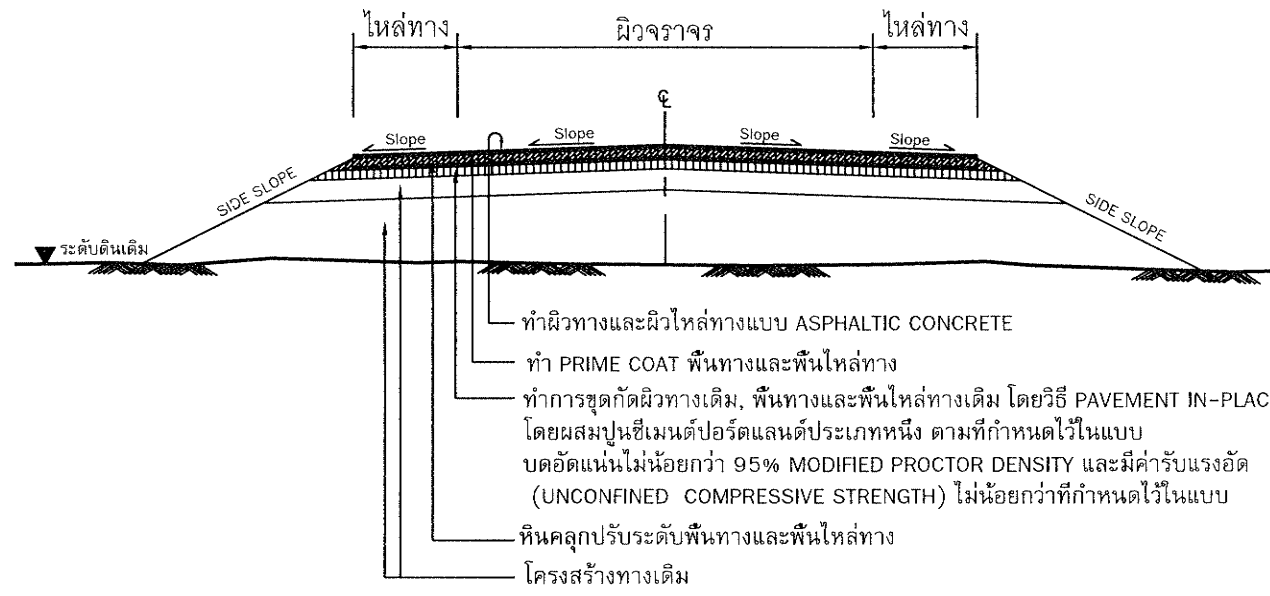 ไหล่ทาง ผิวจราจร ไหล่ทาง
℄
Slope Slope Slope Slope
SIDE SLOPE SIDE SLOPE
ระดับดินเดิม
ทำผิวทางและผิวไหล่ทางแบบ ASPHALTIC CONCRETE
ทำ PRIME COAT พื้นทางและพื้นไหล่ทาง
ทำการขุดกัดผิวทางเดิม, พื้นทางและพื้นไหล่ทางเดิม โดยวิธี PAVEMENT IN-PLAC
โดยผสมปูนซีเมนต์ปอร์ตแลนด์ประเภทหนึ่ง ตามที่กำหนดไว้ในแบบ
บดอัดแน่นไม่น้อยกว่า 95% MODIFIED PROCTOR DENSITY และมีค่ารับแรงอัด
(UNCONFINED COMPRESSIVE STRENGTH) ไม่น้อยกว่าที่กำหนดไว้ในแบบ
หินคลุกปรับระดับพื้นทางและพื้นไหล่ทาง
โครงสร้างทางเดิม